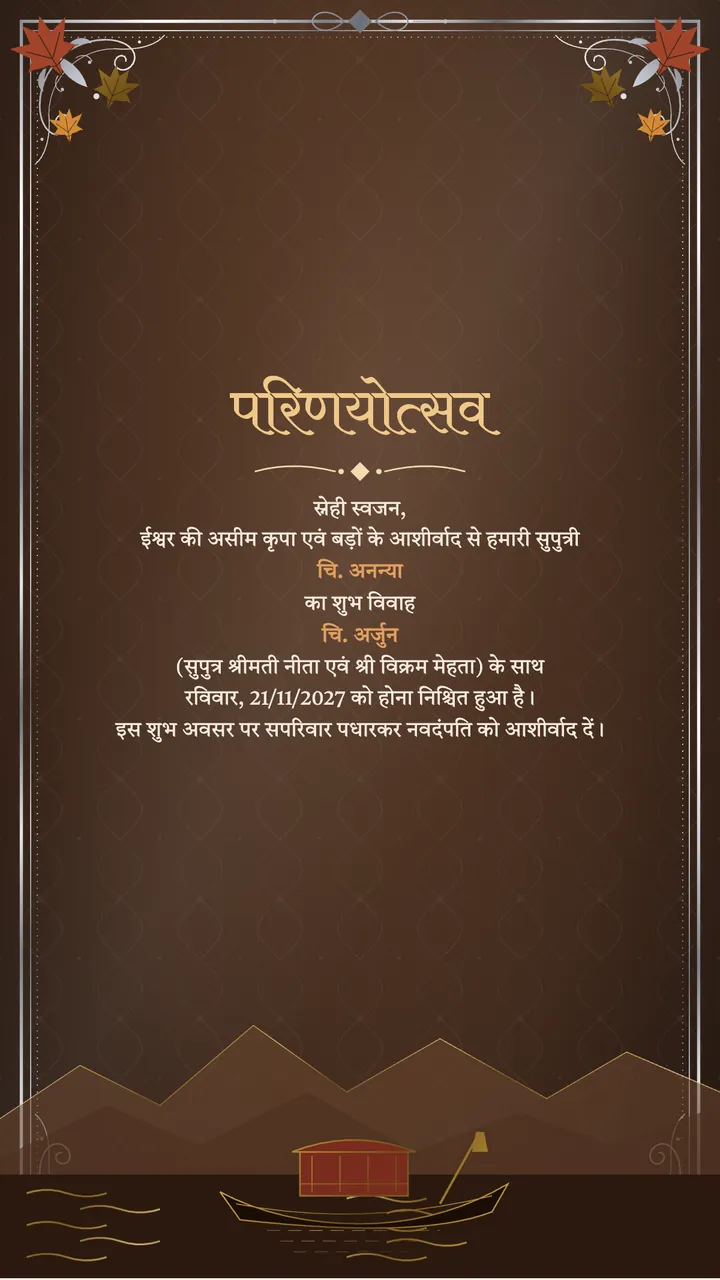 परिणयोत्सव
स्नेही स्वजन,
ईश्वर की असीम कृपा एवं बड़ों के आशीर्वाद से हमारी सुपुत्री
चि. अनन्या
का शुभ विवाह
चि. अर्जुन
(सुपुत्र श्रीमती नीता एवं श्री विक्रम मेहता) के साथ
रविवार, 21/11/2027 को होना निश्चित हुआ है।
इस शुभ अवसर पर सपरिवार पधारकर नवदंपति को आशीर्वाद दें।